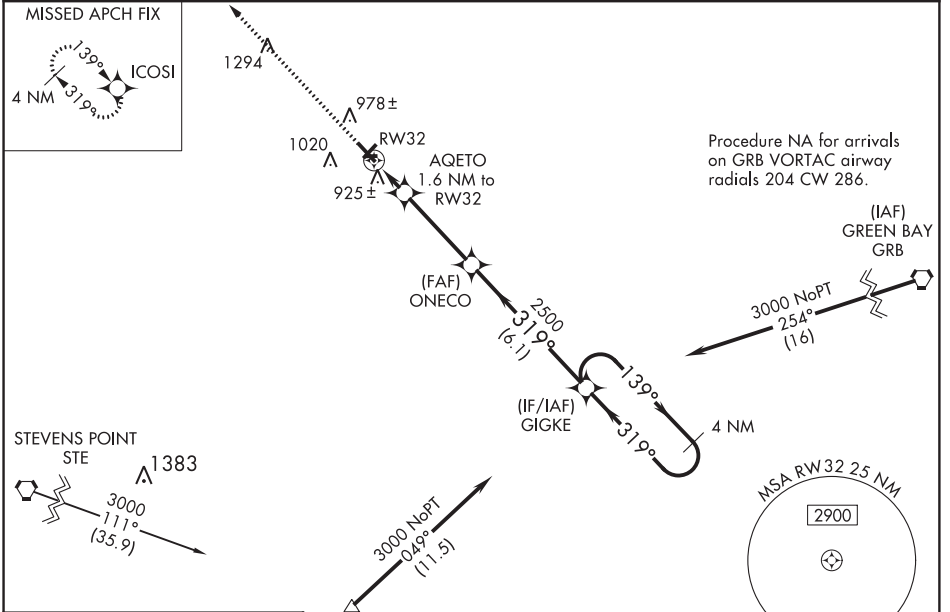 MISSED APCH FIX
139°
ICOSI
4 NM
319°
1294
978±
1020
RW32
925±
AQETO
1.6 NM to
RW32
Procedure NA for arrivals
on GRB VORTAC airway
radials 204 CW 286.
(IAF)
GREEN BAY
GRB
(FAF)
ONECO
3000 NoPT
254°
(16)
2500
319°
(6.1)
139°
(IF/IAF)
GIGKE
319°
4 NM
STEVENS POINT
STE
1383
3000
111°
(35.9)
3000 NoPT
049°
(11.5)
MSA RW32 25 NM
2900